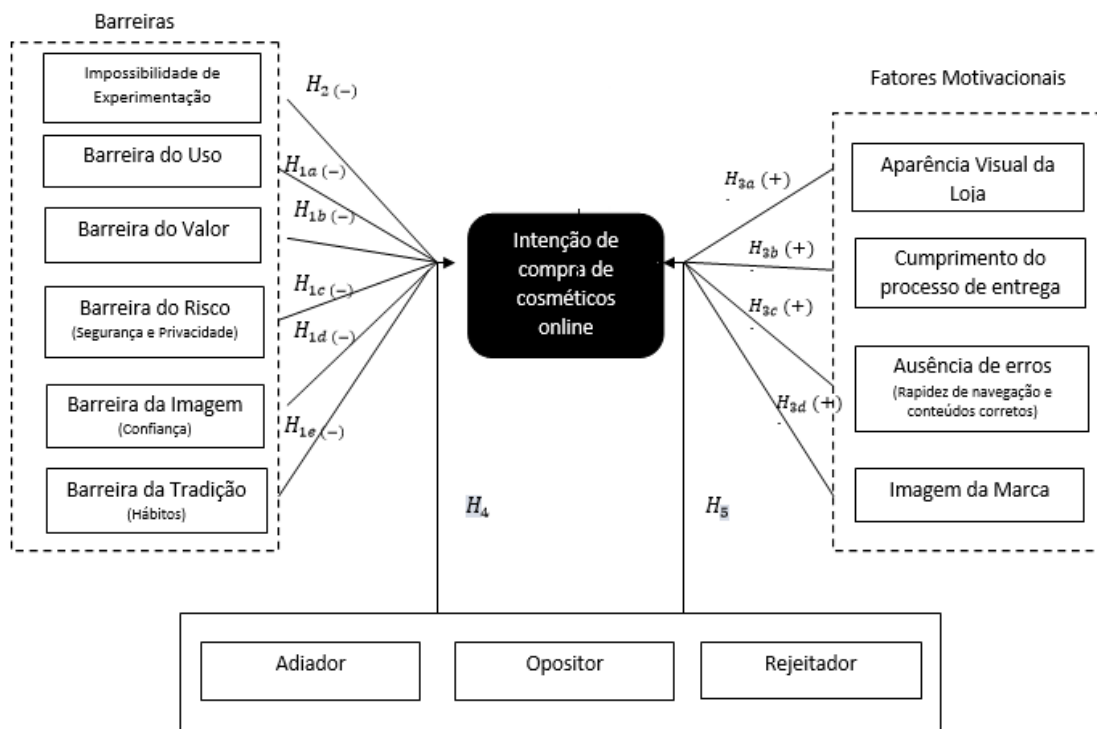 Barreiras
Impossibilidade de
Experimentação
Barreira do Uso
Barreira do Valor
Barreira do Risco
(Segurança e Privacidade)
Barreira da Imagem
(Confiança)
Barreira da Tradição
(Hábitos)
H2 (−)
H1a (−)
H1b (−)
H1c (−)
H1d (−)
H1e (−)
Intenção de
compra de
cosméticos
online
H3a (+)
H3b (+)
H3c (+)
H3d (+)
Fatores Motivacionais
Aparência Visual da
Loja
Cumprimento do
processo de entrega
Ausência de erros
(Rapidez de navegação e
conteúdos corretos)
Imagem da Marca
H4
H5
Adiador
Opositor
Rejeitador